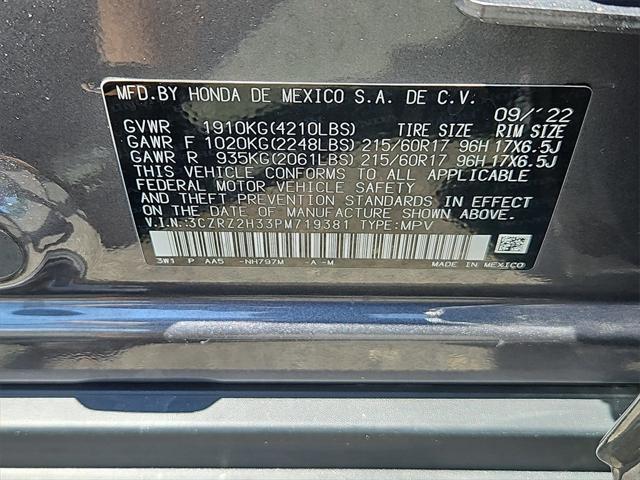 MFD.BY HONDA DE MEXICO S.A. DE C.V.
09/'22
GVWR 1910KG(4210LBS) TIRE SIZE RIM SIZE
GAWR F 1020KG(2248LBS) 215/60R17 96H 17X6.5J
GAWR R 935KG(2061LBS) 215/60R17 96H 17X6.5J
THIS VEHICLE CONFORMS TO ALL APPLICABLE
FEDERAL MOTOR VEHICLE SAFETY
AND THEFT PREVENTION STANDARDS IN EFFECT
ON THE DATE OF MANUFACTURE SHOWN ABOVE.
V.I.N.:3CZRZ2H33PM719381 TYPE:MPV
3W1 P AA5 -NH797M -A-M MADE IN MEXICO